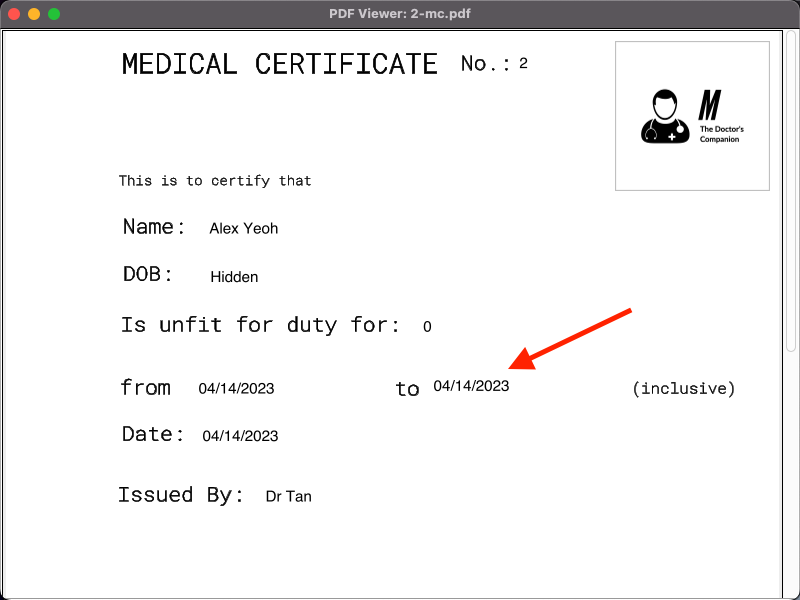 PDF Viewer: 2-mc.pdf
MEDICAL CERTIFICATE No.: 2
M
The Doctor's
Companion
This is to certify that
Name: Alex Yeoh
DOB: Hidden
Is unfit for duty for: 0
from 04/14/2023 to 04/14/2023 (inclusive)
Date: 04/14/2023
Issued By: Dr Tan